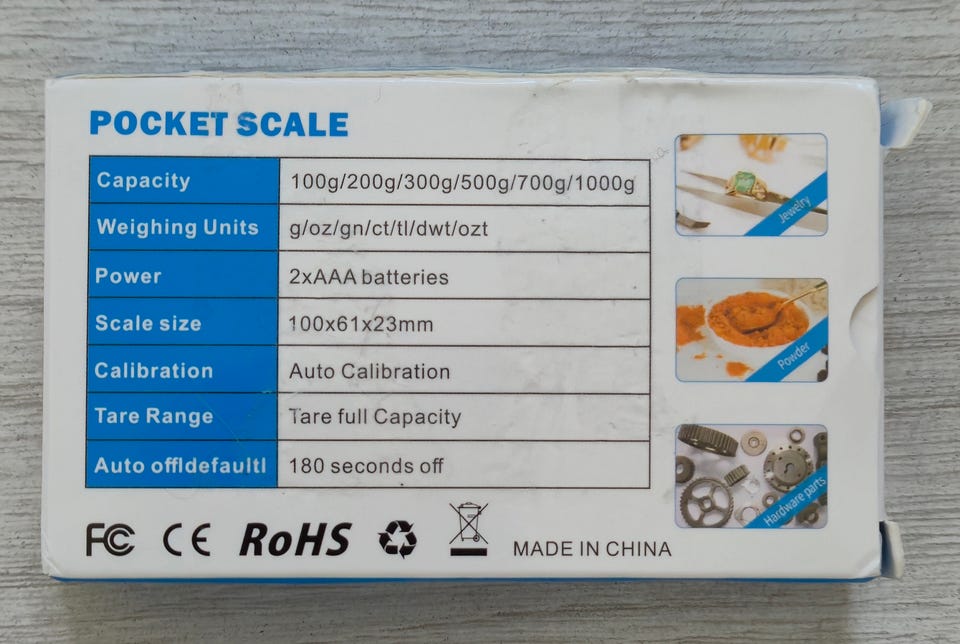 POCKET SCALE
Capacity 100g/200g/300g/500g/700g/1000g
Weighing Units g/oz/gn/ct/tl/dwt/ozt
Power 2xAAA batteries
Scale size 100x61x23mm
Calibration Auto Calibration
Tare Range Tare full Capacity
Auto offldefaultl 180 seconds off
FC CE RoHS MADE IN CHINA
Jewelry
Powder
Hardware parts